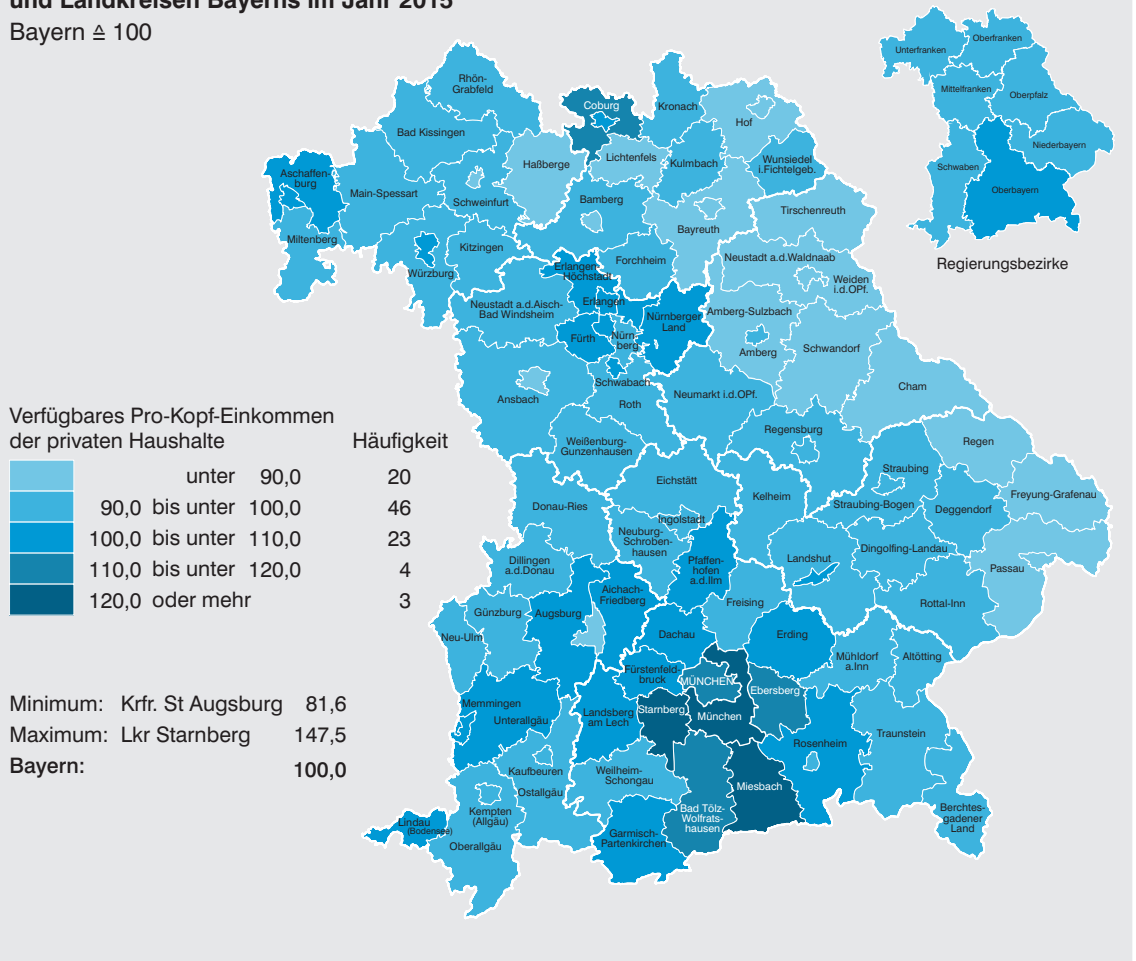 und Landkreisen Bayerns im Jahr 2015
Bayern ≙ 100
Unterfranken
Oberfranken
Mittelfranken
Oberpfalz
Niederbayern
Schwaben
Oberbayern
Regierungsbezirke
Rhön-
Grabfeld
Coburg
Kronach
Hof
Bad Kissingen
Haßberge
Lichtenfels
Kulmbach
Wunsiedel
i.Fichtelgeb.
Aschaffen-
burg
Main-Spessart
Schweinfurt
Bamberg
Tirschenreuth
Miltenberg
Bayreuth
Kitzingen
Würzburg
Forchheim
Neustadt a.d.Waldnaab
Erlangen-
Höchstadt
Weiden
i.d.OPf.
Neustadt a.d.Aisch-
Bad Windsheim
Erlangen
Nürnberger
Land
Amberg-Sulzbach
Fürth
Nürn-
berg
Amberg
Schwandorf
Schwabach
Ansbach
Roth
Neumarkt i.d.OPf.
Cham
Weißenburg-
Gunzenhausen
Regensburg
Regen
Verfügbares Pro-Kopf-Einkommen
der privaten Haushalte
Häufigkeit
unter 90,0 20
90,0 bis unter 100,0 46
100,0 bis unter 110,0 23
110,0 bis unter 120,0 4
120,0 oder mehr 3
Eichstätt
Kelheim
Straubing
Straubing-Bogen
Freyung-Grafenau
Deggendorf
Donau-Ries
Ingolstadt
Neuburg-
Schroben-
hausen
Dillingen
a.d.Donau
Pfaffen-
hofen
a.d.Ilm
Landshut
Dingolfing-Landau
Passau
Aichach-
Friedberg
Freising
Rottal-Inn
Günzburg
Augsburg
Neu-Ulm
Dachau
Erding
Mühldorf
a.Inn
Altötting
Fürstenfeld-
bruck
MÜNCHEN
Ebersberg
Minimum: Krfr. St Augsburg 81,6
Maximum: Lkr Starnberg 147,5
Bayern: 100,0
Memmingen
Unterallgäu
Landsberg
am Lech
Starnberg
München
Rosenheim
Traunstein
Kaufbeuren
Weilheim-
Schongau
Miesbach
Ostallgäu
Kempten
(Allgäu)
Bad Tölz-
Wolfrats-
hausen
Berchtes-
gadener
Land
Lindau
(Bodensee)
Oberallgäu
Garmisch-
Partenkirchen